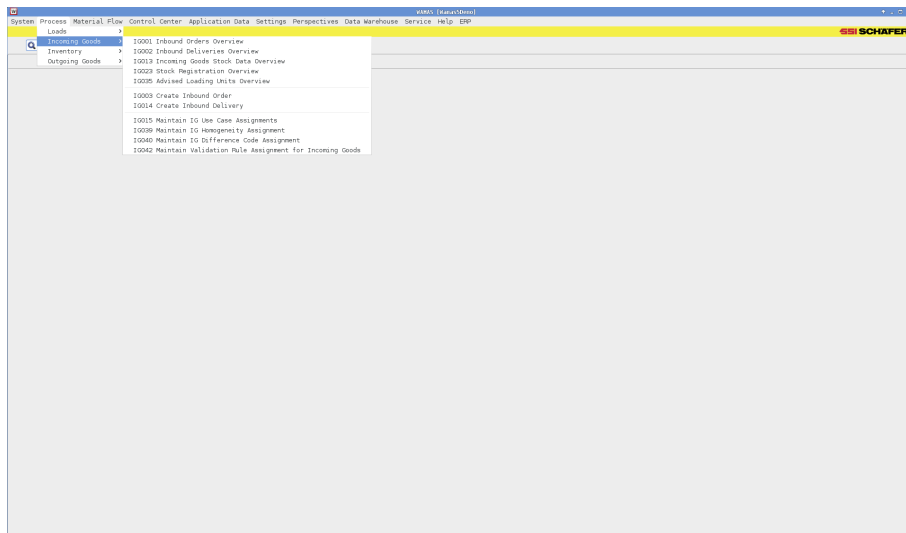 WAMAS [Wamas5Demo]
System Process Material Flow Control Center Application Data Settings Perspectives Data Warehouse Service Help ERP
SSI SCHÄFER
Loads
Incoming Goods
Inventory
Outgoing Goods
IG001 Inbound Orders Overview
IG002 Inbound Deliveries Overview
IG013 Incoming Goods Stock Data Overview
IG023 Stock Registration Overview
IG035 Advised Loading Units Overview
IG003 Create Inbound Order
IG014 Create Inbound Delivery
IG015 Maintain IG Use Case Assignments
IG039 Maintain IG Homogeneity Assignment
IG040 Maintain IG Difference Code Assignment
IG042 Maintain Validation Rule Assignment for Incoming Goods